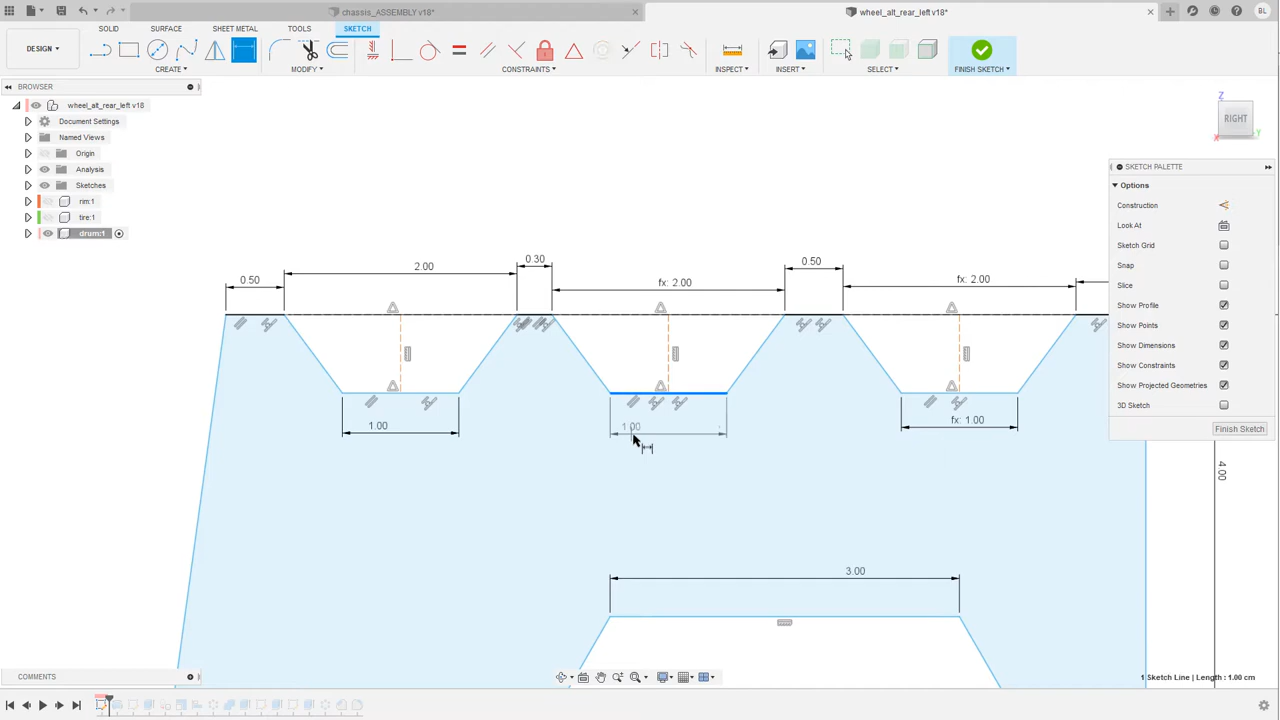 chassis_ASSEMBLY v18*
wheel_alt_rear_left v18*
BL
DESIGN
SOLID
SURFACE
SHEET METAL
TOOLS
SKETCH
CREATE
MODIFY
CONSTRAINTS
INSPECT
INSERT
SELECT
FINISH SKETCH
BROWSER
wheel_alt_rear_left v18
Document Settings
Named Views
Origin
Analysis
Sketches
rim:1
tire:1
drum:1
Z
RIGHT
X
Y
SKETCH PALETTE
Options
Construction
Look At
Sketch Grid
Snap
Slice
Show Profile
Show Points
Show Dimensions
Show Constraints
Show Projected Geometries
3D Sketch
Finish Sketch
0.50
2.00
0.30
fx: 2.00
0.50
fx: 2.00
1.00
1.00
fx: 1.00
4.00
3.00
COMMENTS
1 Sketch Line | Length : 1.00 cm